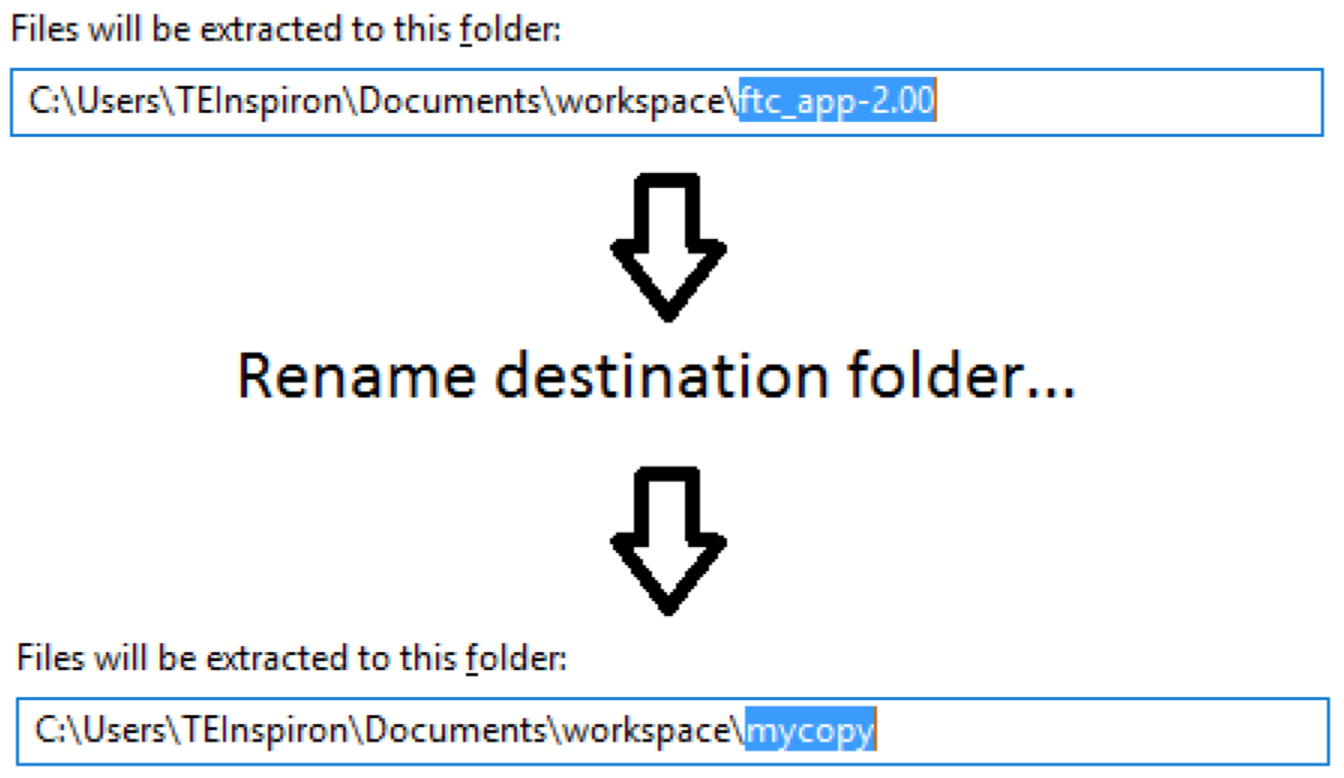 Files will be extracted to this folder:
C:\Users\TEInspiron\Documents\workspace\ftc_app-2.00
Rename destination folder...
Files will be extracted to this folder:
C:\Users\TEInspiron\Documents\workspace\mycopy